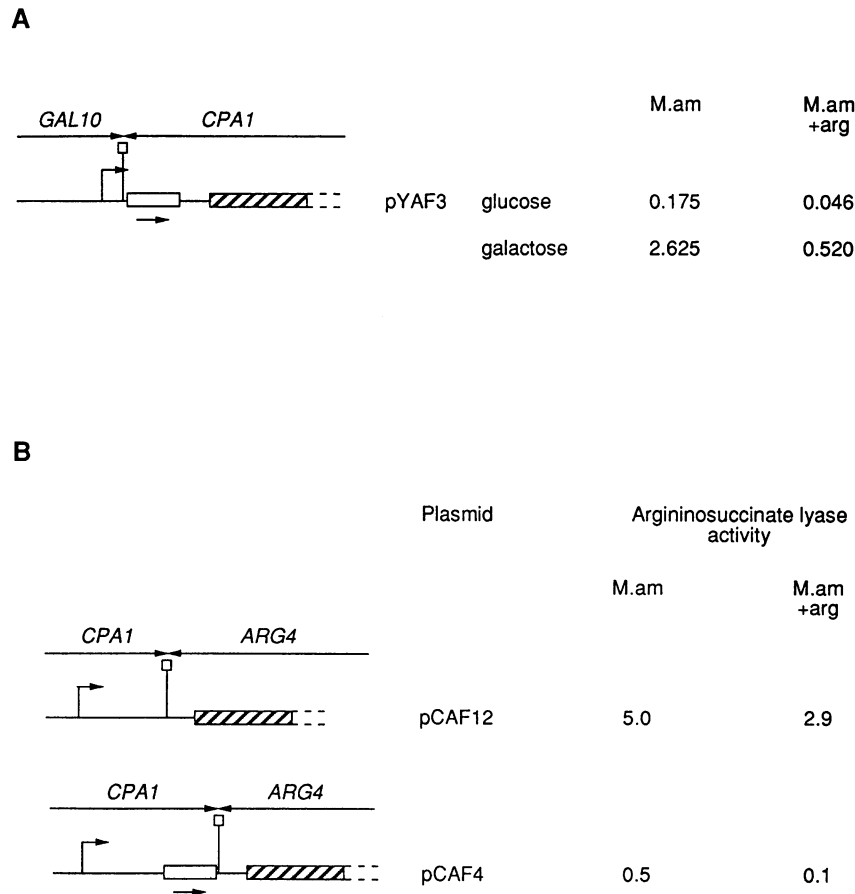 A
M.am M.am
+arg
GAL10 CPA1
pYAF3 glucose 0.175 0.046
galactose 2.625 0.520
B
Plasmid Argininosuccinate lyase
activity
M.am M.am
+arg
CPA1 ARG4
pCAF12 5.0 2.9
CPA1 ARG4
pCAF4 0.5 0.1